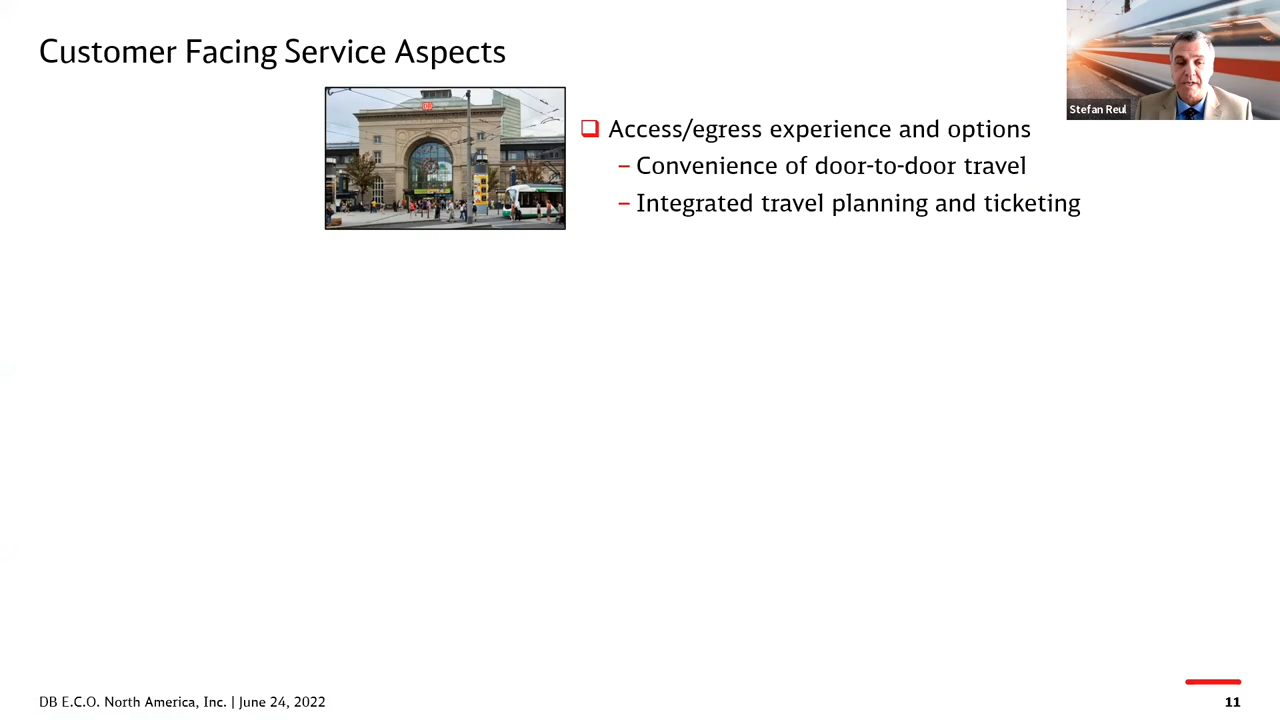 Customer Facing Service Aspects
Stefan Reul
DB
Access/egress experience and options
– Convenience of door-to-door travel
– Integrated travel planning and ticketing
DB E.C.O. North America, Inc. | June 24, 2022
11